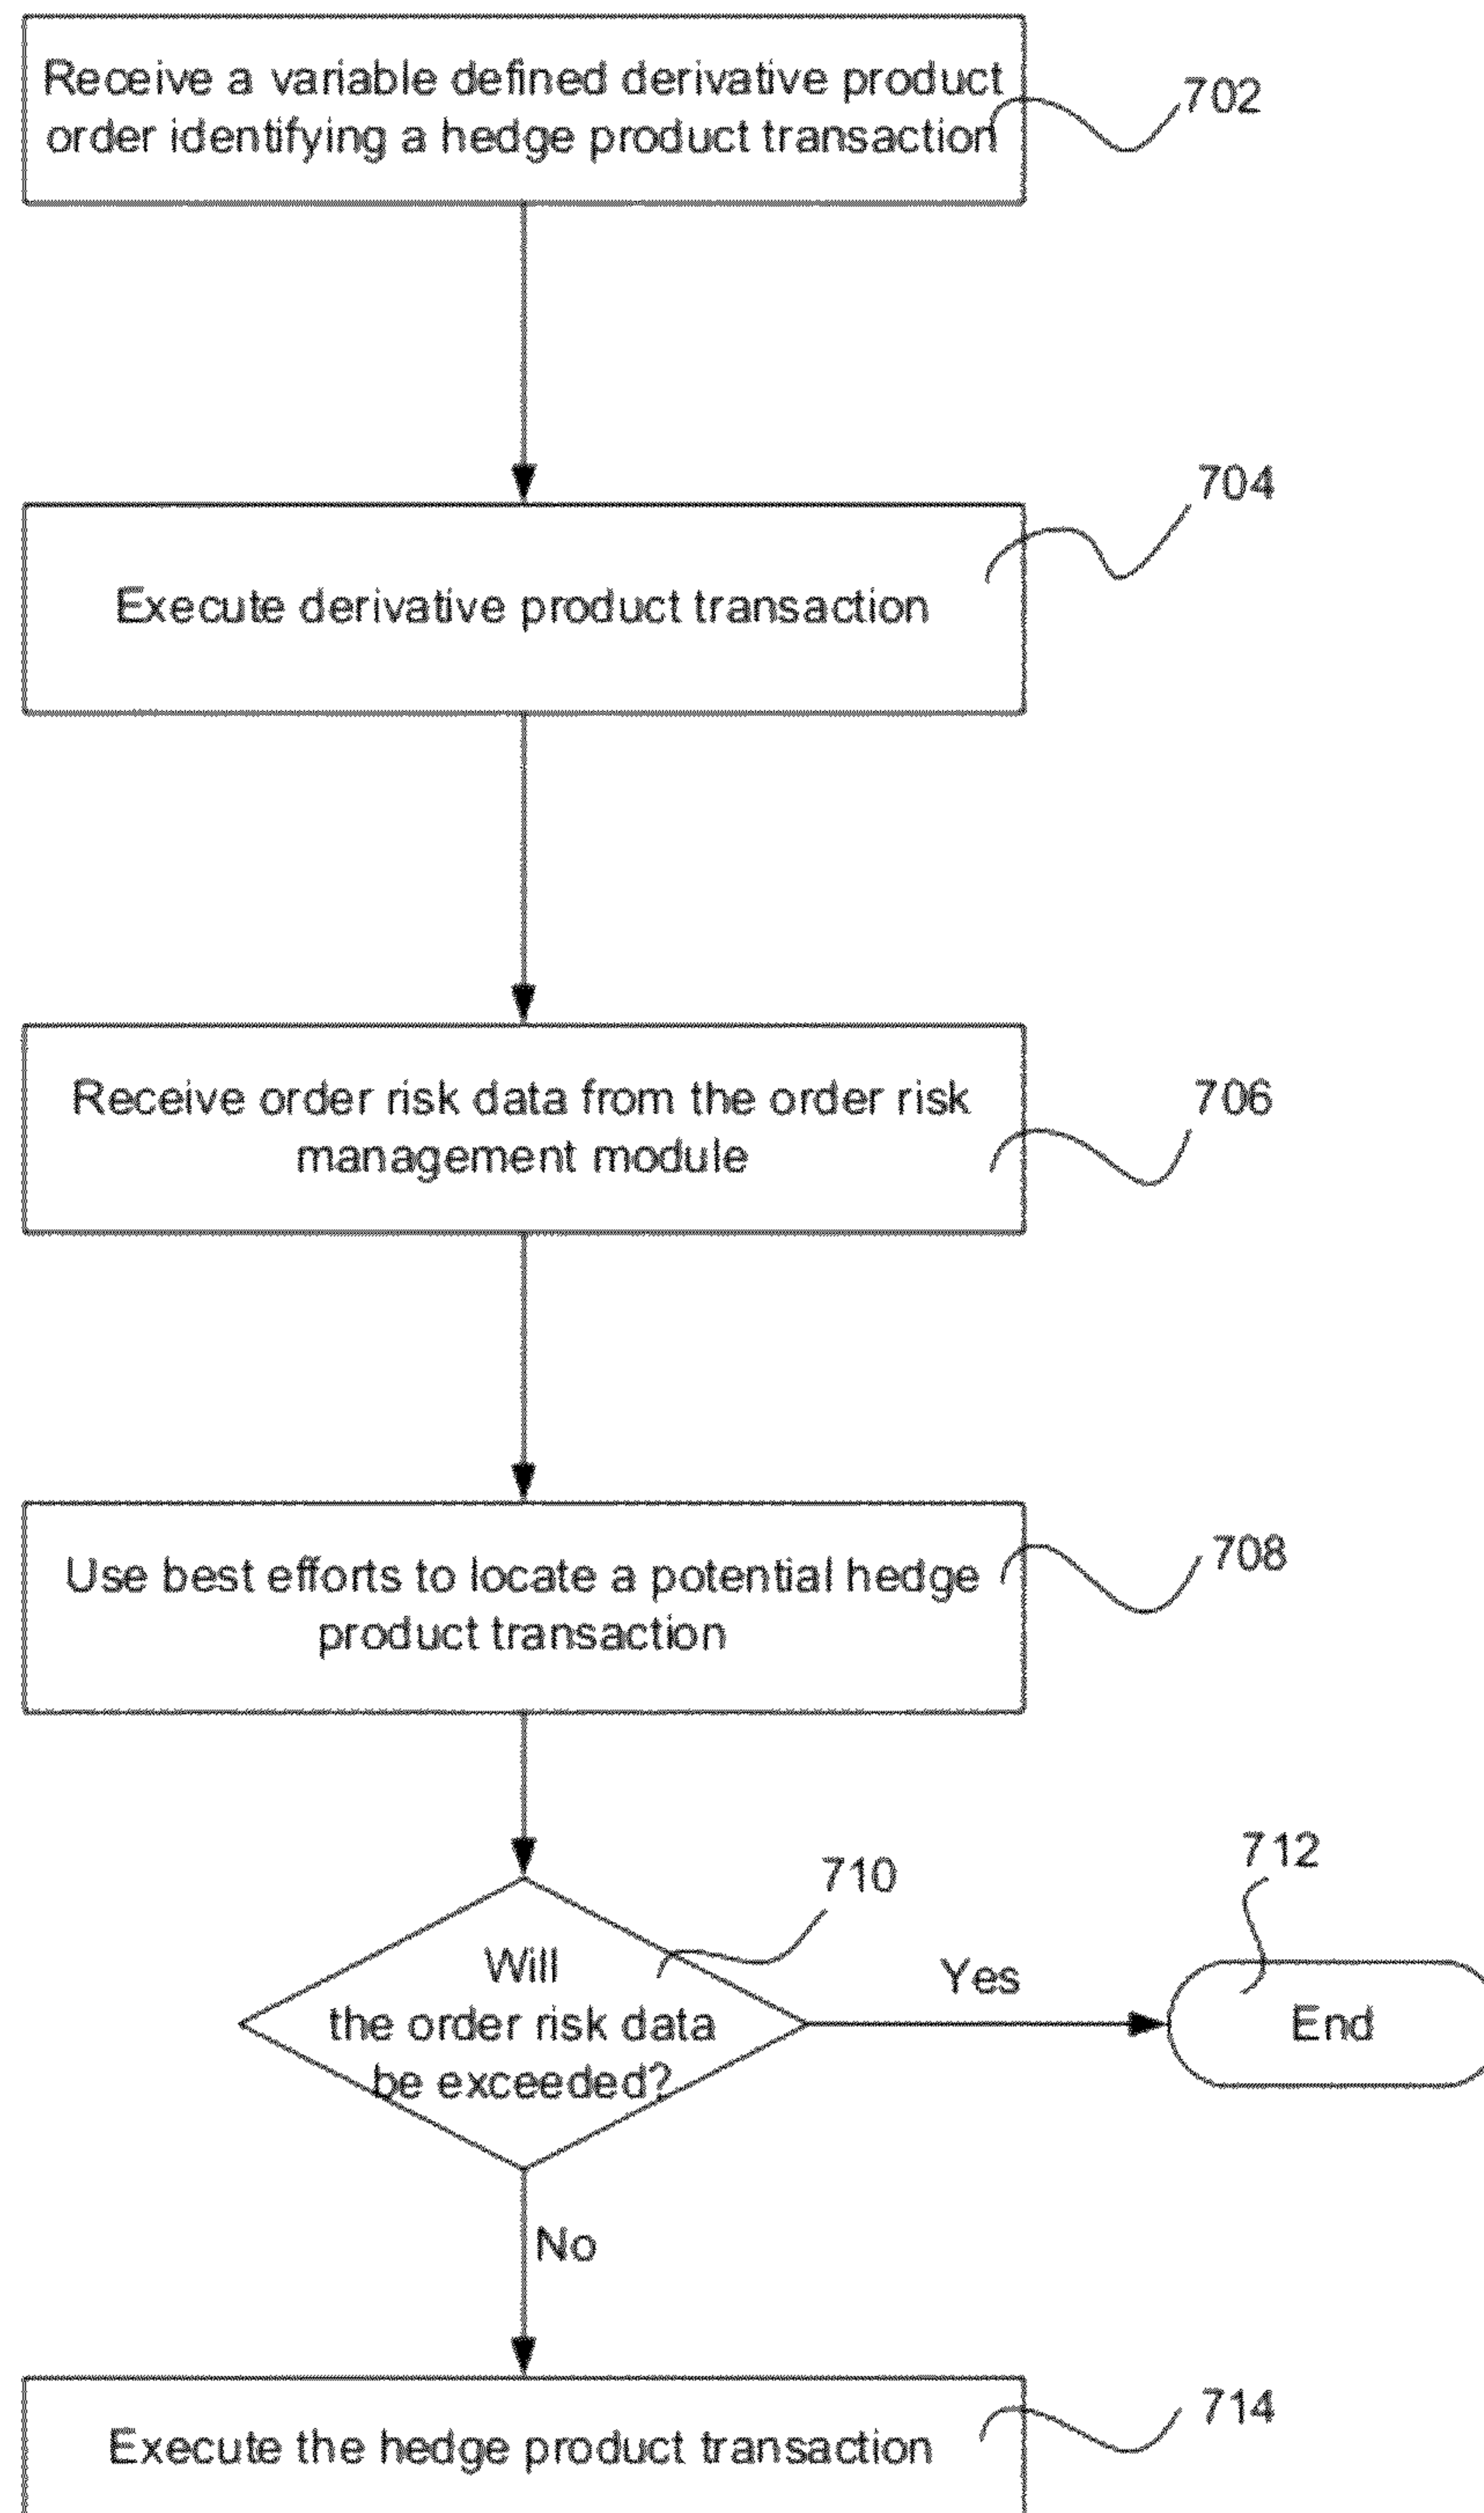 Receive a variable defined derivative product
order identifying a hedge product transaction
702
704
Execute derivative product transaction
Receive order risk data from the order risk
management module
706
Use best efforts to locate a potential hedge
product transaction
708
710
712
Will
the order risk data
be exceeded?
Yes
End
No
Execute the hedge product transaction
714